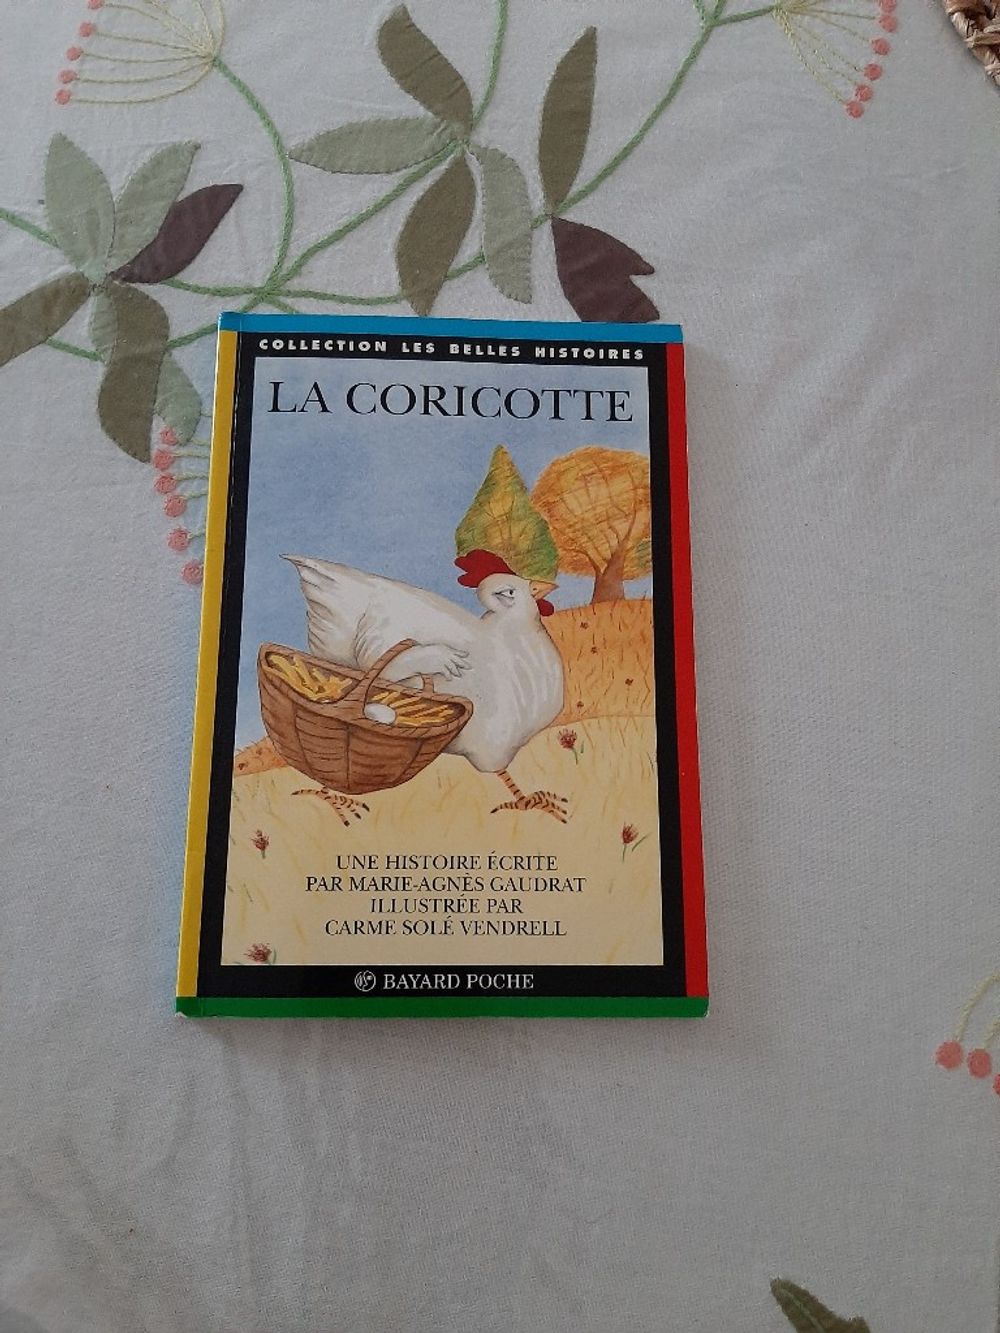 COLLECTION LES BELLES HISTOIRES
LA CORICOTTE
UNE HISTOIRE ÉCRITE
PAR MARIE-AGNÈS GAUDRAT
ILLUSTRÉE PAR
CARME SOLÉ VENDRELL
BAYARD POCHE